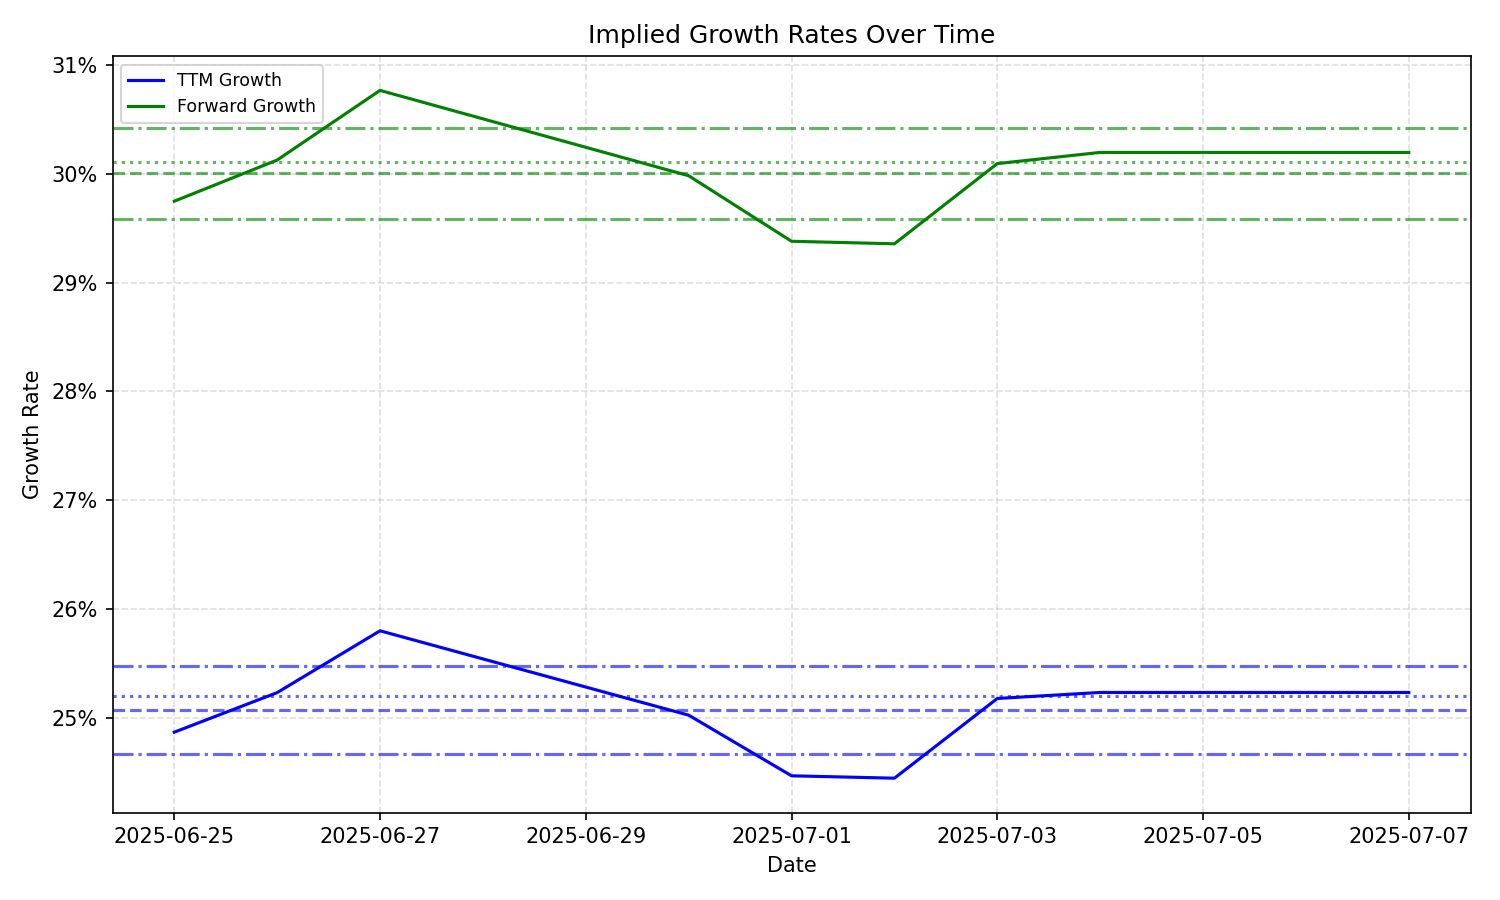 Implied Growth Rates Over Time
TTM Growth
Forward Growth
31%
30%
29%
28%
27%
26%
25%
Growth Rate
2025-06-25 2025-06-27 2025-06-29 2025-07-01 2025-07-03 2025-07-05 2025-07-07
Date